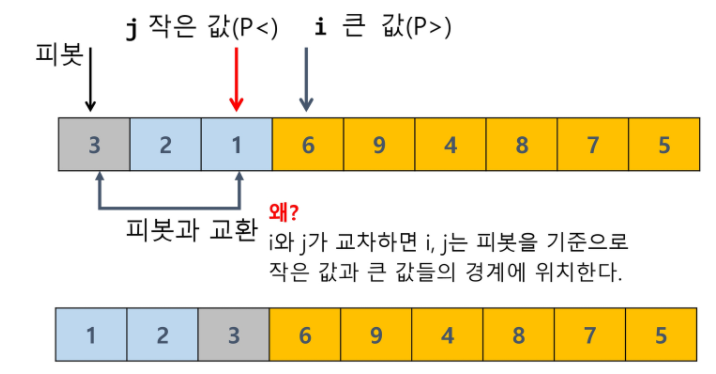 j 작은 값(P<) i 큰 값(P>)
피봇
3 2 1 6 9 4 8 7 5
왜?
피봇과 교환
i와 j가 교차하면 i, j는 피봇을 기준으로
작은 값과 큰 값들의 경계에 위치한다.
1 2 3 6 9 4 8 7 5